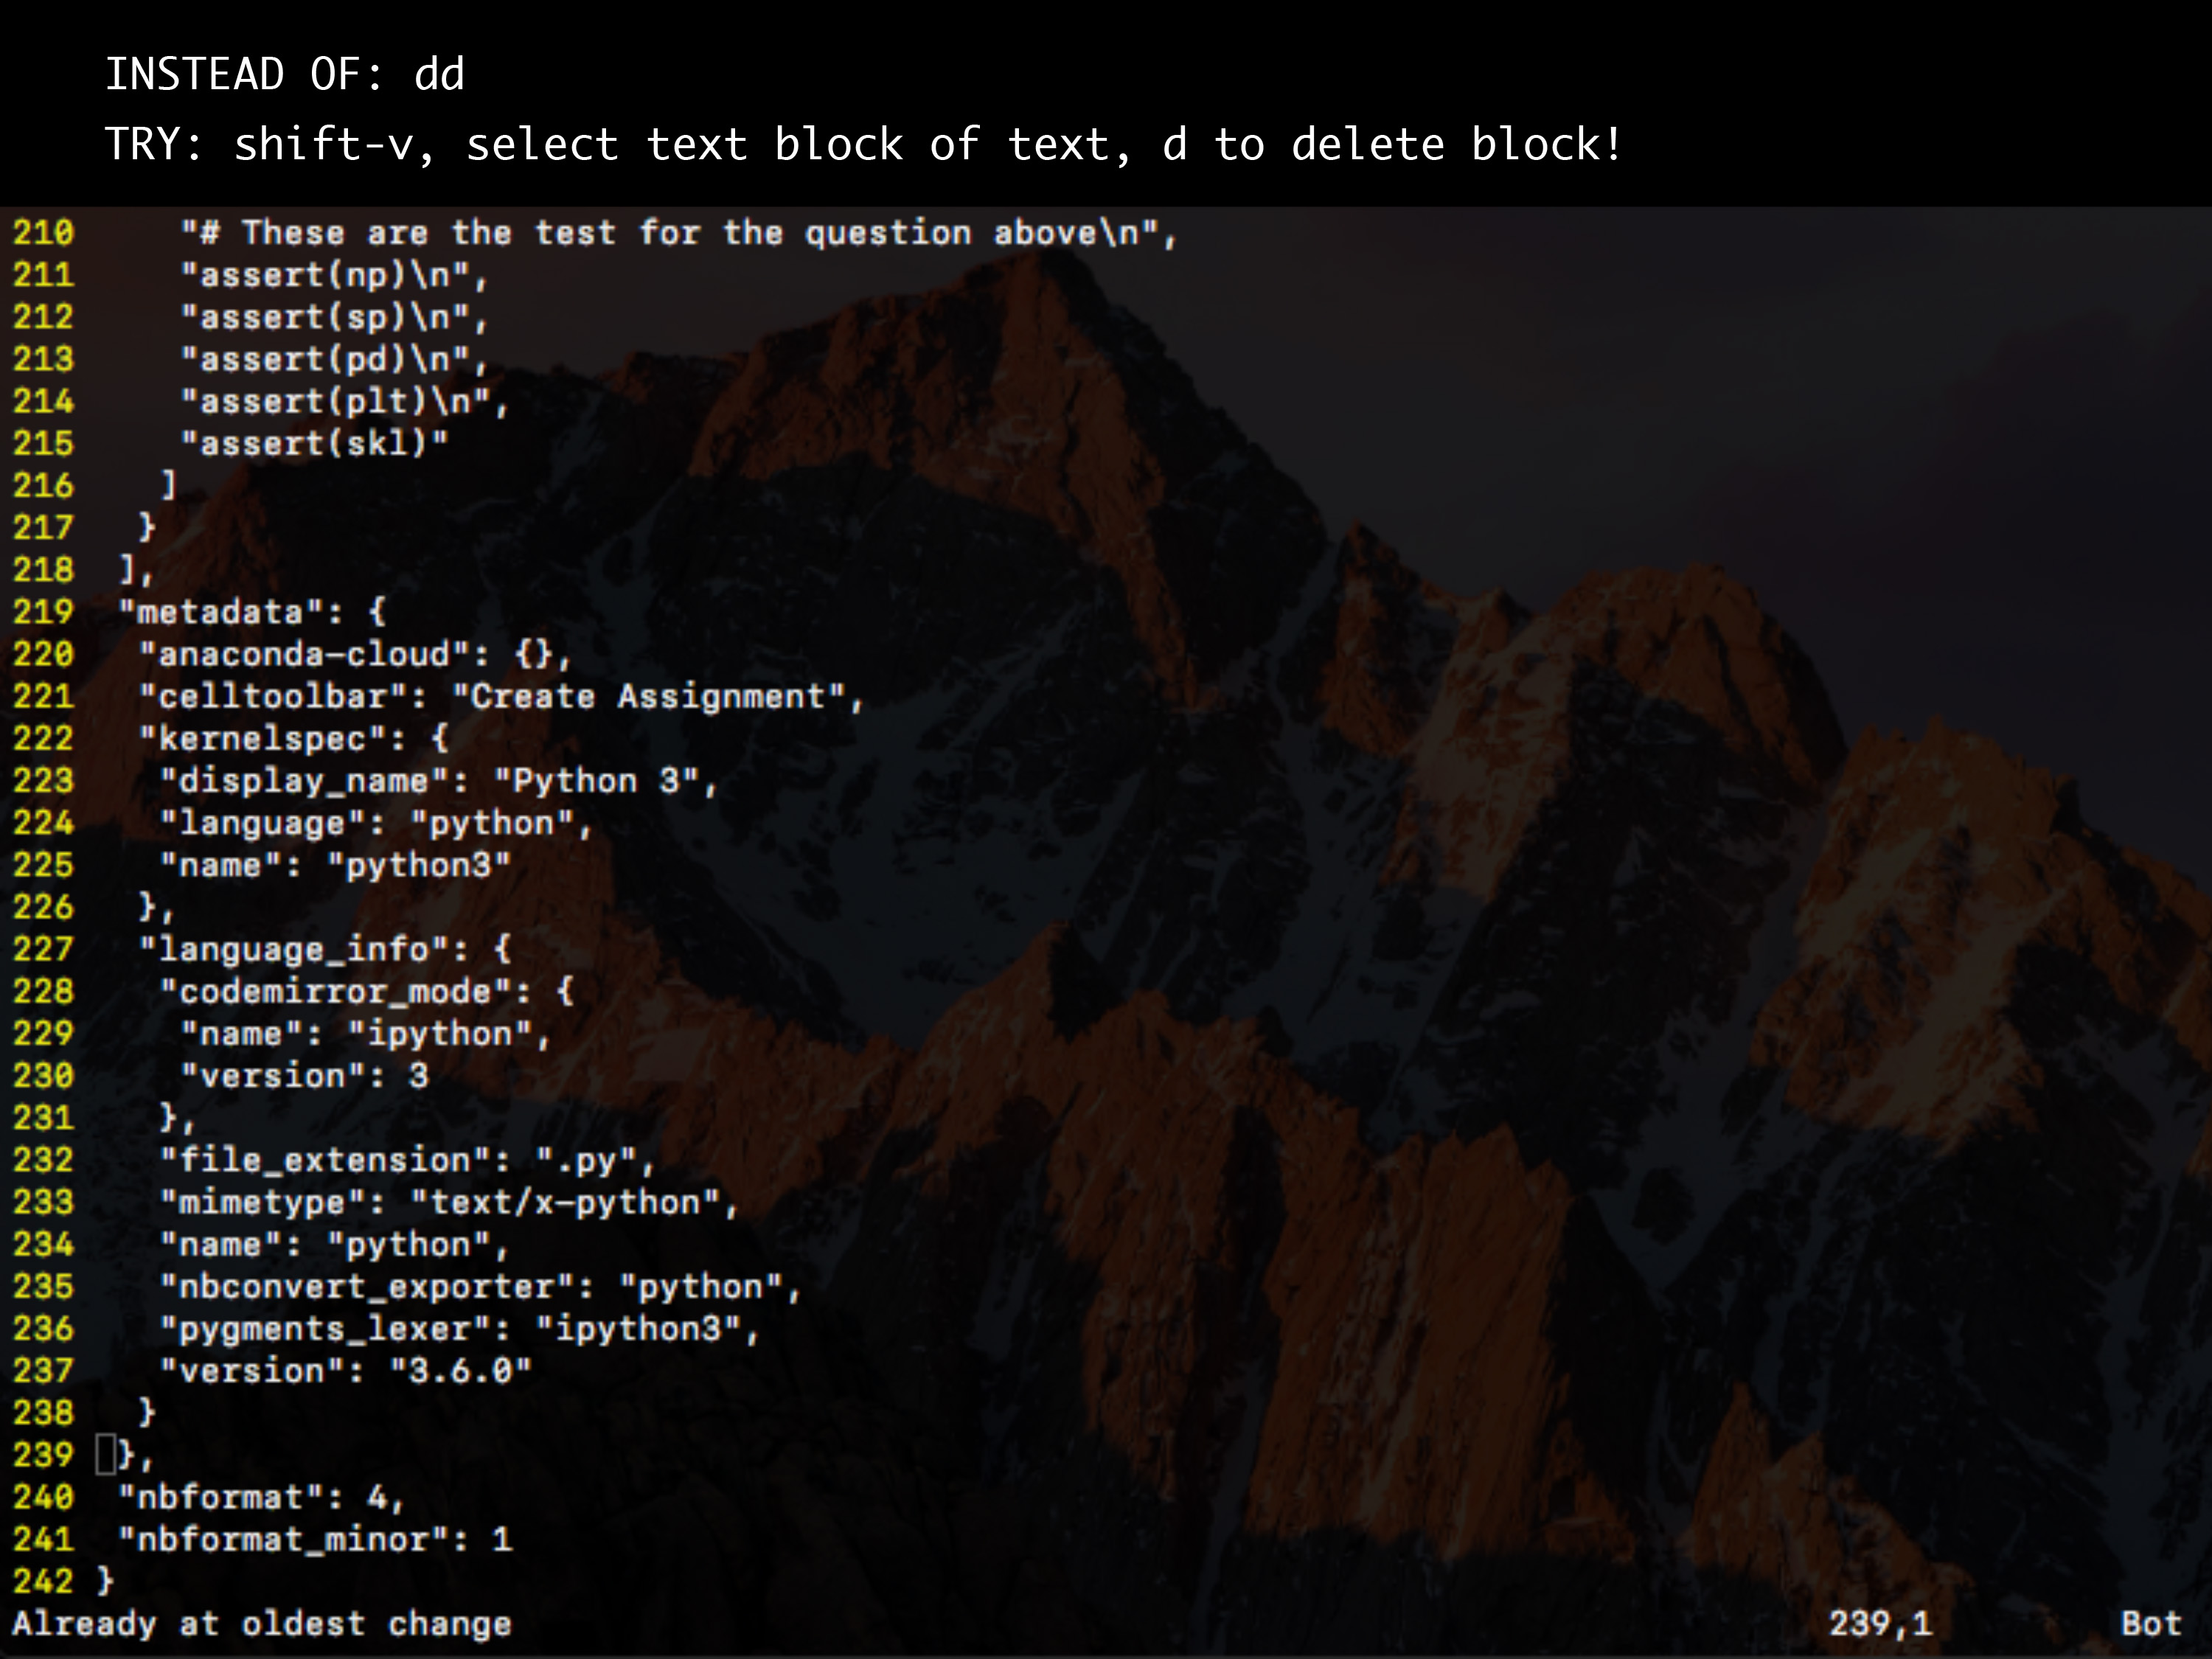 INSTEAD OF: dd
TRY: shift-v, select text block of text, d to delete block!
210     "# These are the test for the question above\n",
211     "assert(np)\n",
212     "assert(sp)\n",
213     "assert(pd)\n",
214     "assert(plt)\n",
215     "assert(skl)"
216    ]
217   }
218  ],
219  "metadata": {
220   "anaconda-cloud": {},
221   "celltoolbar": "Create Assignment",
222   "kernelspec": {
223    "display_name": "Python 3",
224    "language": "python",
225    "name": "python3"
226   },
227   "language_info": {
228    "codemirror_mode": {
229     "name": "ipython",
230     "version": 3
231    },
232    "file_extension": ".py",
233    "mimetype": "text/x-python",
234    "name": "python",
235    "nbconvert_exporter": "python",
236    "pygments_lexer": "ipython3",
237    "version": "3.6.0"
238   }
239  },
240  "nbformat": 4,
241  "nbformat_minor": 1
242 }
Already at oldest change 239,1 Bot